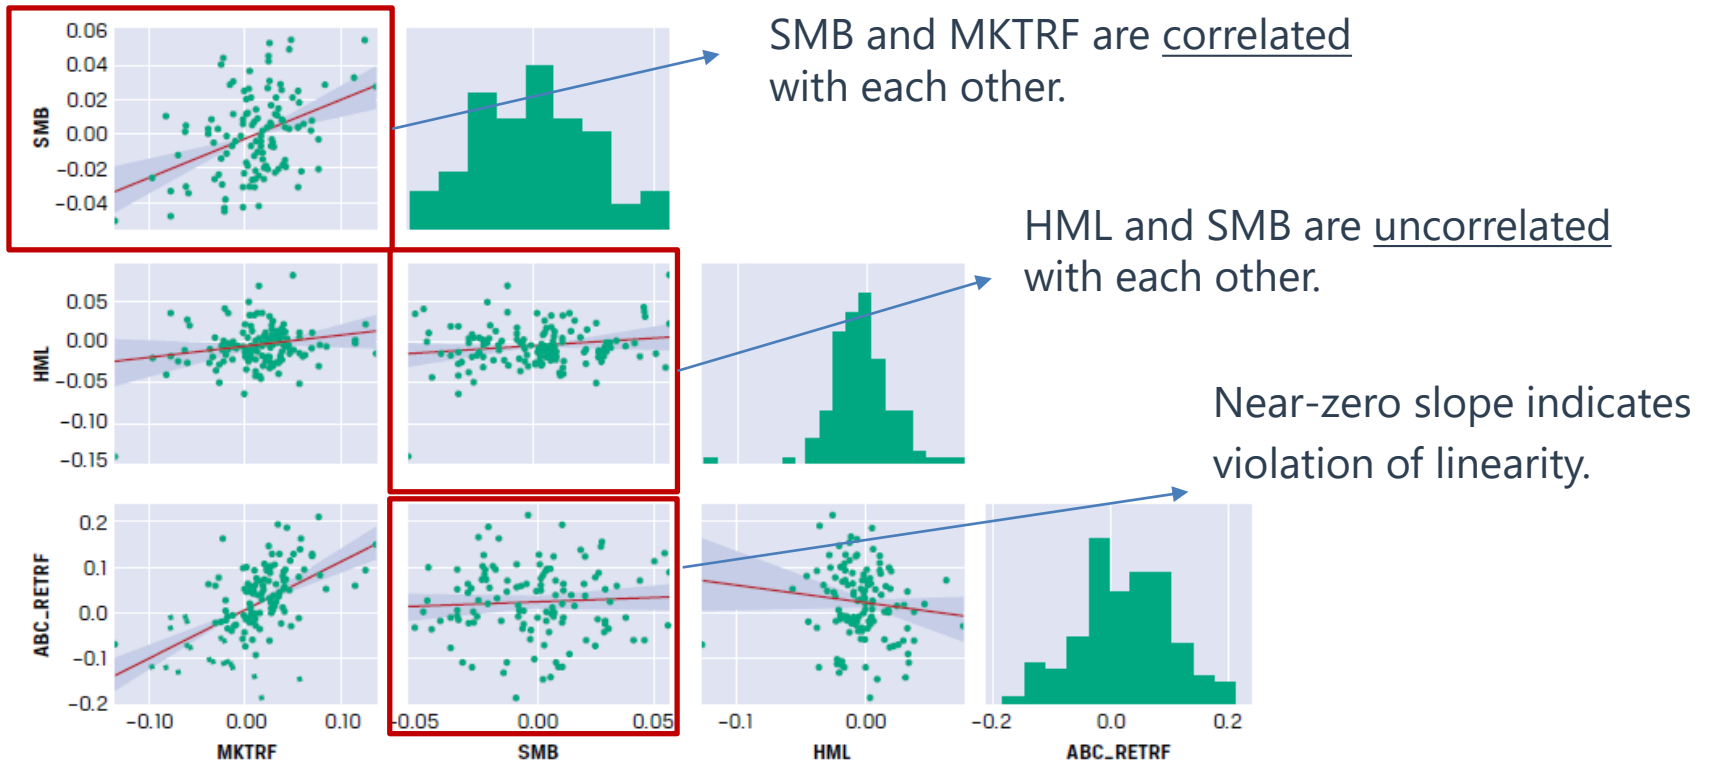 SMB and MKTRF are correlated
with each other.
0.06
0.04
0.02
0.00
−0.02
−0.04
SMB
HML and SMB are uncorrelated
with each other.
0.05
0.00
−0.05
−0.10
−0.15
HML
Near-zero slope indicates
violation of linearity.
0.2
0.1
0.0
−0.1
−0.2
ABC_RETRF
−0.10 0.00 0.10 −0.05 0.00 0.05 −0.1 0.00 −0.2 0.0 0.2
MKTRF SMB HML ABC_RETRF